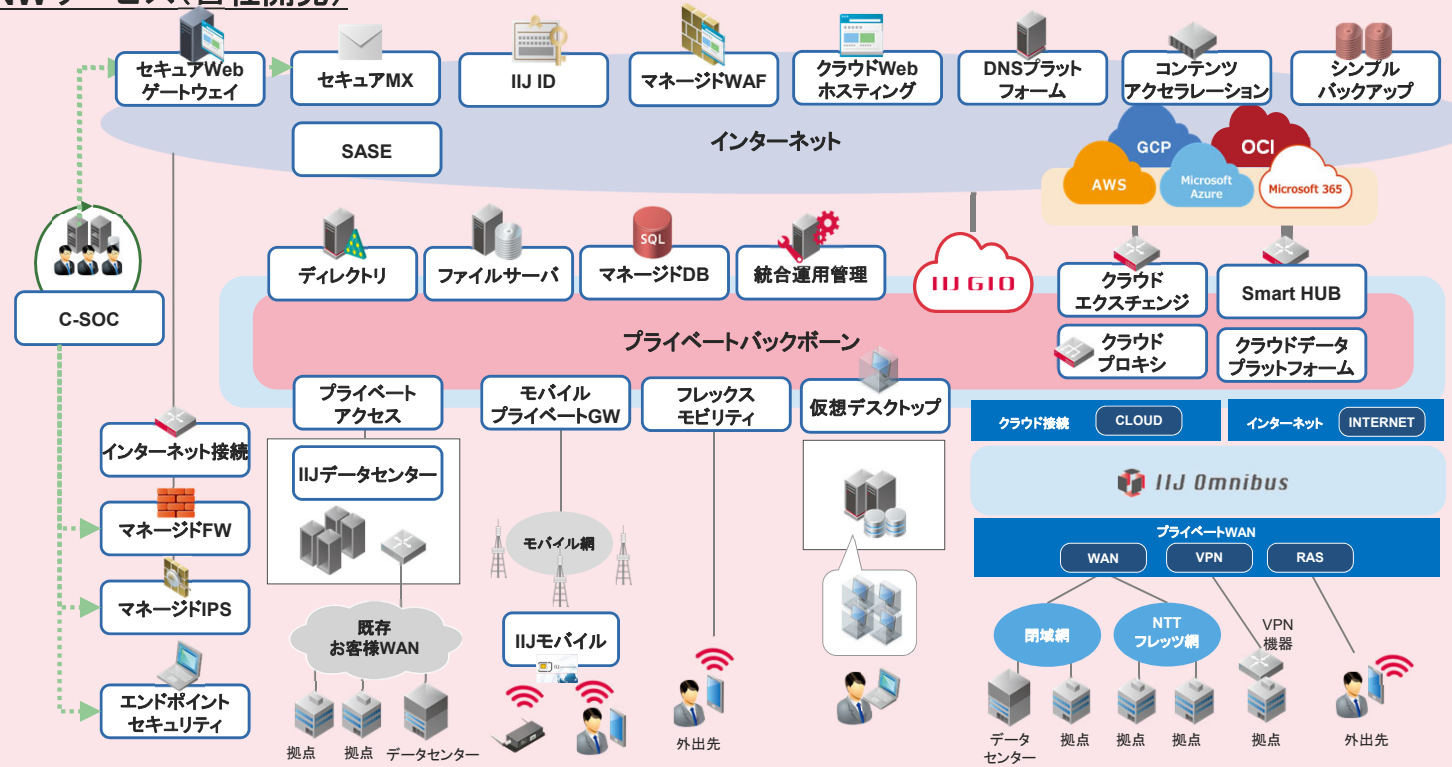 NWサービス(自社開発)
セキュアWeb
ゲートウェイ
セキュアMX
IIJ ID
マネージドWAF
クラウドWeb
ホスティング
DNSプラット
フォーム
コンテンツ
アクセラレーション
シンプル
バックアップ
SASE
インターネット
GCP
OCI
AWS
Microsoft
Azure
Microsoft 365
C-SOC
ディレクトリ
ファイルサーバ
SQL
マネージドDB
統合運用管理
IIJ GIO
クラウド
エクスチェンジ
Smart HUB
プライベートバックボーン
クラウド
プロキシ
クラウドデータ
プラットフォーム
プライベート
アクセス
モバイル
プライベートGW
フレックス
モビリティ
仮想デスクトップ
クラウド接続
CLOUD
インターネット
INTERNET
インターネット接続
IIJデータセンター
IIJ Omnibus
マネージドFW
モバイル網
プライベートWAN
WAN
VPN
RAS
マネージドIPS
既存
お客様WAN
IIJモバイル
閉域網
NTT
フレッツ網
VPN
機器
エンドポイント
セキュリティ
拠点
拠点
データセンター
外出先
データ
センター
拠点
拠点
拠点
拠点
外出先